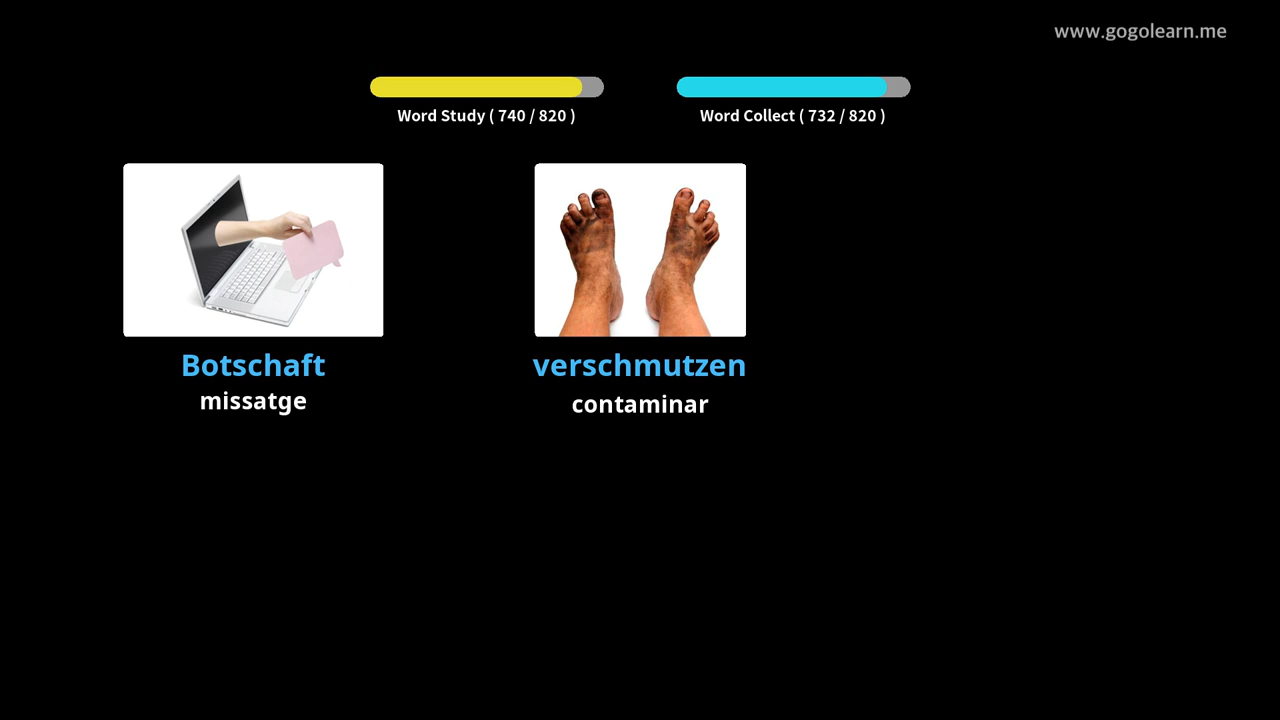 www.gogolearn.me
Word Study ( 740 / 820 )
Word Collect ( 732 / 820 )
Botschaft
missatge
verschmutzen
contaminar